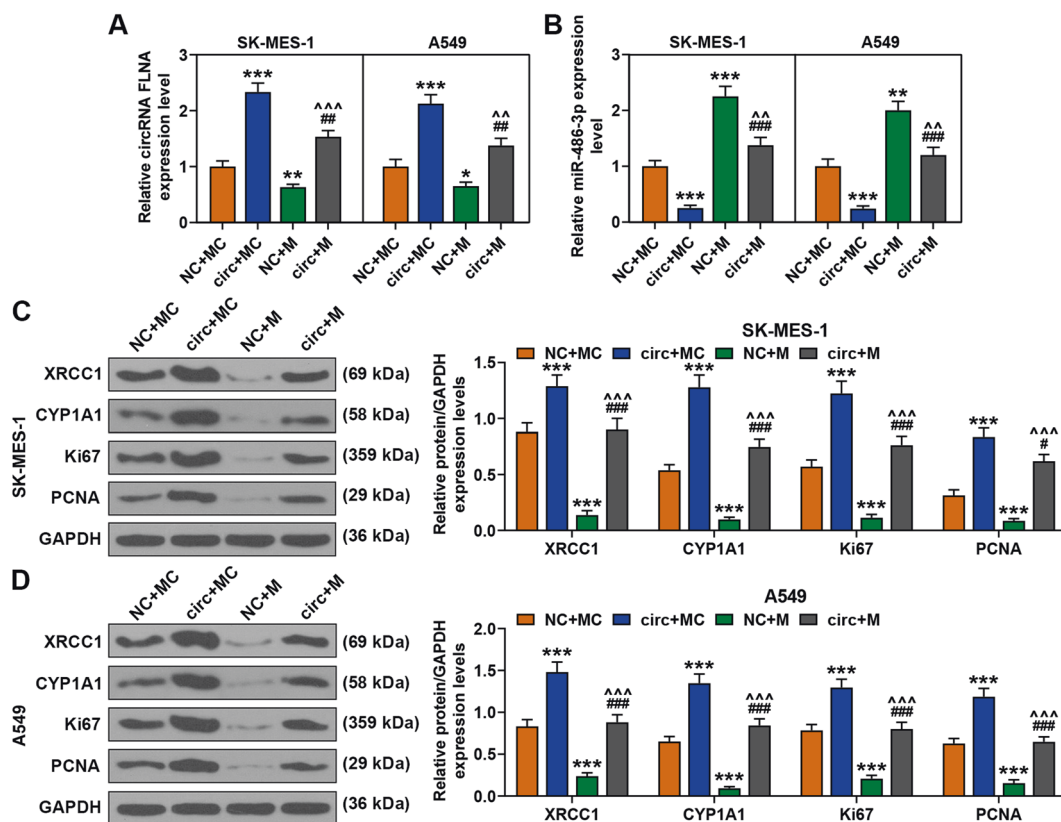 A
SK-MES-1 A549
Relative circRNA FLNA
expression level
3
2
1
0
*** ** ^^^ ## *** * ^^ ##
NC+MC circ+MC NC+M circ+M NC+MC circ+MC NC+M circ+M
B
SK-MES-1 A549
Relative miR-486-3p expression
level
3
2
1
0
*** *** ^^ ### *** ** ^^ ###
NC+MC circ+MC NC+M circ+M NC+MC circ+MC NC+M circ+M
C
SK-MES-1
NC+MC circ+MC NC+M circ+M
XRCC1 (69 kDa)
CYP1A1 (58 kDa)
Ki67 (359 kDa)
PCNA (29 kDa)
GAPDH (36 kDa)
SK-MES-1
NC+MC circ+MC NC+M circ+M
Relative protein/GAPDH
expression levels
1.5
1.0
0.5
0.0
*** *** ^^^ ### *** *** ^^^ ### *** *** ^^^ ### *** *** ^^^ #
XRCC1 CYP1A1 Ki67 PCNA
D
A549
NC+MC circ+MC NC+M circ+M
XRCC1 (69 kDa)
CYP1A1 (58 kDa)
Ki67 (359 kDa)
PCNA (29 kDa)
GAPDH (36 kDa)
A549
NC+MC circ+MC NC+M circ+M
Relative protein/GAPDH
expression levels
2.0
1.5
1.0
0.5
0.0
*** *** ^^^ ### *** *** ^^^ ### *** *** ^^^ ### *** *** ^^^ ###
XRCC1 CYP1A1 Ki67 PCNA